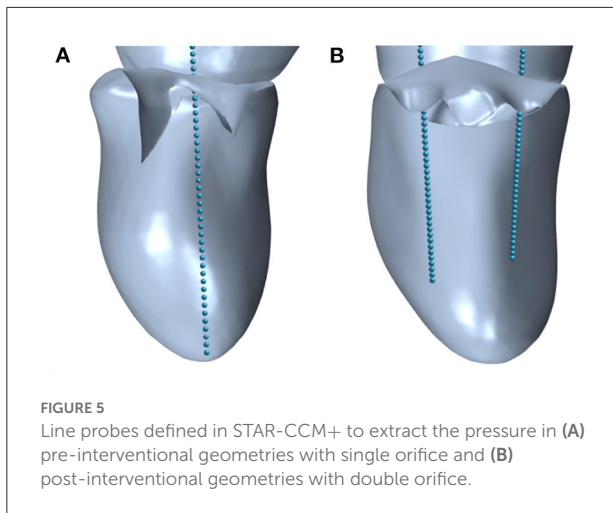 A
B
FIGURE 5
Line probes defined in STAR-CCM+ to extract the pressure in (A)
pre-interventional geometries with single orifice and (B)
post-interventional geometries with double orifice.